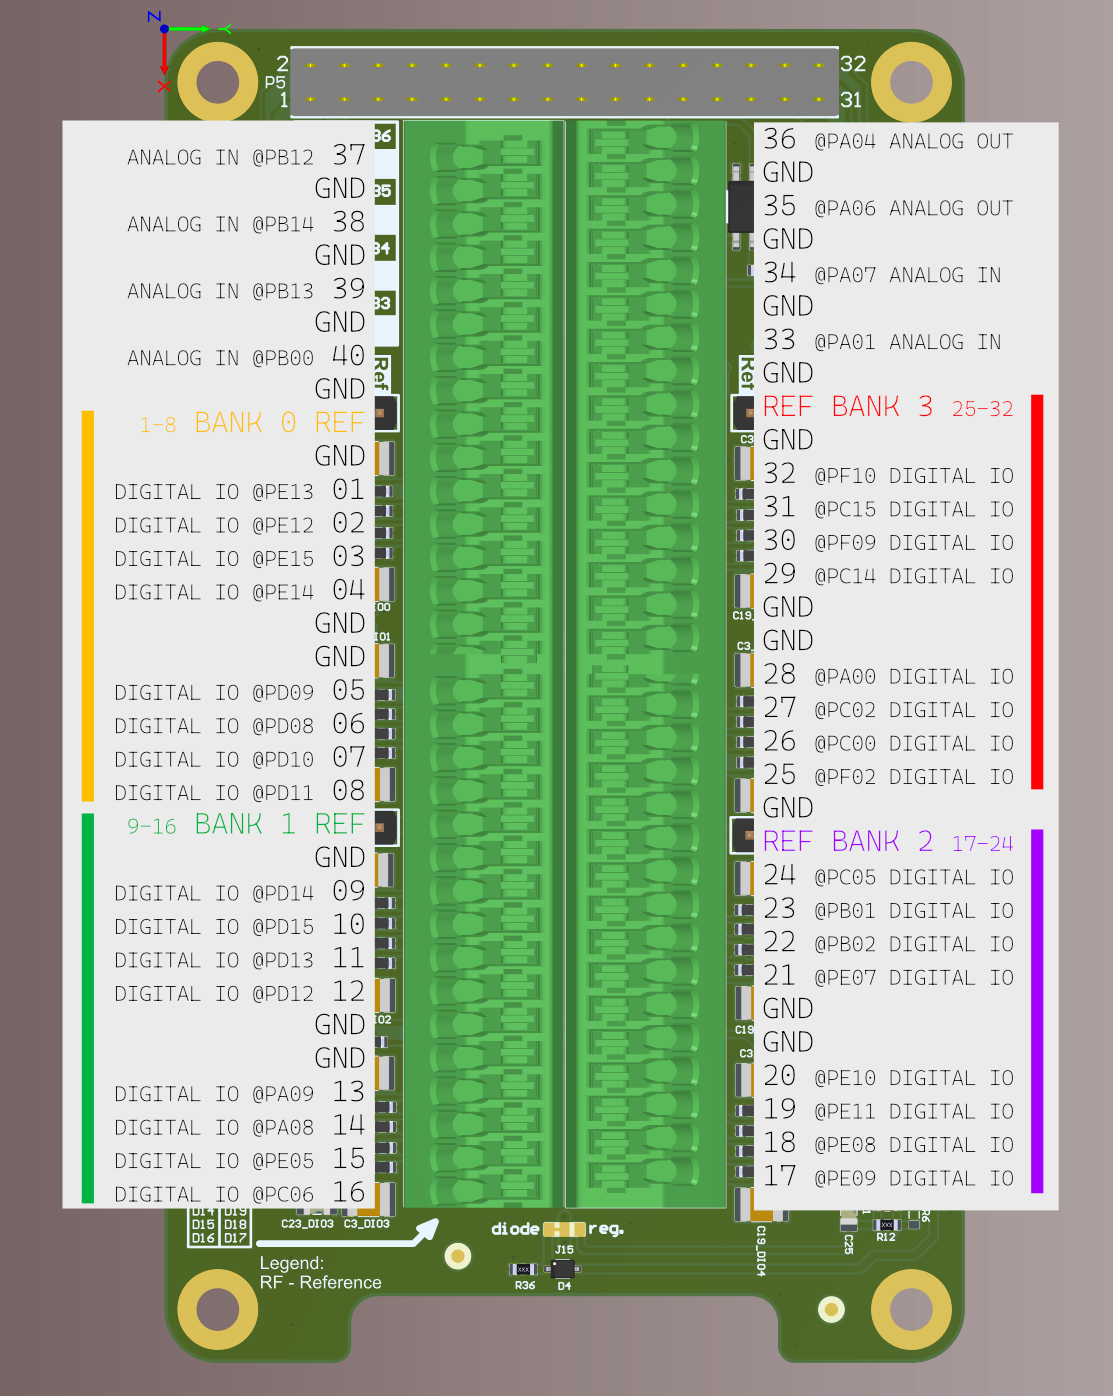 Z
Y
X
2
P5
1
32
31
ANALOG IN @PB12 37
GND
ANALOG IN @PB14 38
GND
ANALOG IN @PB13 39
GND
ANALOG IN @PB00 40
GND
1-8 BANK 0 REF
GND
DIGITAL IO @PE13 01
DIGITAL IO @PE12 02
DIGITAL IO @PE15 03
DIGITAL IO @PE14 04
GND
GND
DIGITAL IO @PD09 05
DIGITAL IO @PD08 06
DIGITAL IO @PD10 07
DIGITAL IO @PD11 08
9-16 BANK 1 REF
GND
DIGITAL IO @PD14 09
DIGITAL IO @PD15 10
DIGITAL IO @PD13 11
DIGITAL IO @PD12 12
GND
GND
DIGITAL IO @PA09 13
DIGITAL IO @PA08 14
DIGITAL IO @PE05 15
DIGITAL IO @PC06 16
36
35
34
33
Ref
IO0
IO1
IO2
Ref
C3
C19
C3
C19
C3
36 @PA04 ANALOG OUT
GND
35 @PA06 ANALOG OUT
GND
34 @PA07 ANALOG IN
GND
33 @PA01 ANALOG IN
GND
REF BANK 3 25-32
GND
32 @PF10 DIGITAL IO
31 @PC15 DIGITAL IO
30 @PF09 DIGITAL IO
29 @PC14 DIGITAL IO
GND
GND
28 @PA00 DIGITAL IO
27 @PC02 DIGITAL IO
26 @PC00 DIGITAL IO
25 @PF02 DIGITAL IO
GND
REF BANK 2 17-24
24 @PC05 DIGITAL IO
23 @PB01 DIGITAL IO
22 @PB02 DIGITAL IO
21 @PE07 DIGITAL IO
GND
GND
20 @PE10 DIGITAL IO
19 @PE11 DIGITAL IO
18 @PE08 DIGITAL IO
17 @PE09 DIGITAL IO
D14 D19
D15 D18
D16 D17
C23_DIO3 C3_DIO3
Legend:
RF - Reference
diode reg.
J15
R36 D4
C19_DIO4
C25
R12
R6